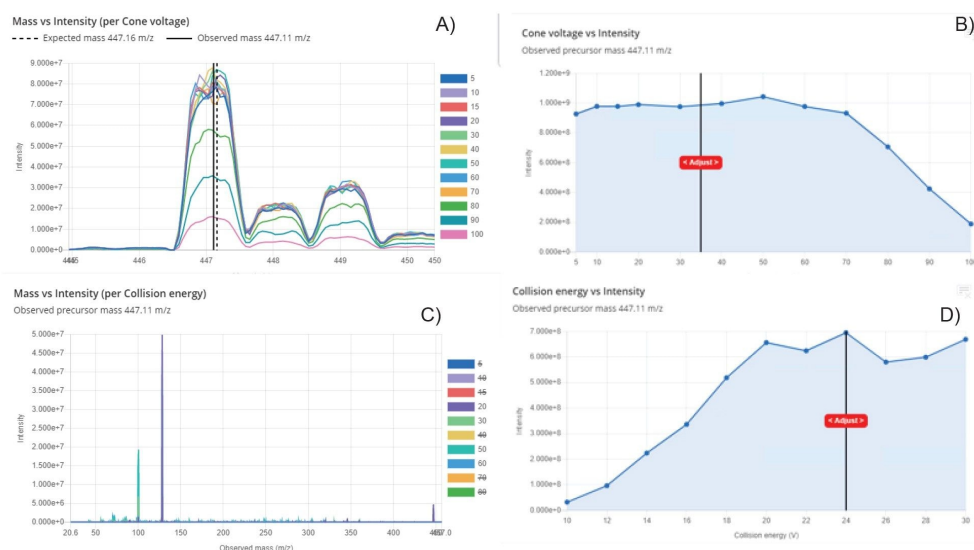 Mass vs Intensity (per Cone voltage)
A)
Expected mass 447.16 m/z
Observed mass 447.11 m/z
9.000e+7
8.000e+7
7.000e+7
6.000e+7
5.000e+7
4.000e+7
3.000e+7
2.000e+7
1.000e+7
0.000e+0
Intensity
445
446
447
448
449
450
450
5
10
15
20
30
40
50
60
70
80
90
100
Cone voltage vs Intensity
B)
Observed precursor mass 447.11 m/z
1.200e+9
1.000e+9
8.000e+8
6.000e+8
4.000e+8
2.000e+8
0.000e+0
Intensity
< Adjust >
5
10
20
30
40
50
60
70
80
90
100
Mass vs Intensity (per Collision energy)
Observed precursor mass 447.11 m/z
C)
5.000e+7
4.500e+7
4.000e+7
3.500e+7
3.000e+7
2.500e+7
2.000e+7
1.500e+7
1.000e+7
5.000e+6
0.000e+0
Intensity
20.6
50
100
150
200
250
300
350
400
Observed mass (m/z)
5
10
15
20
30
40
50
60
70
80
Collision energy vs Intensity
Observed precursor mass 447.11 m/z
D)
7.000e+8
6.000e+8
5.000e+8
4.000e+8
3.000e+8
2.000e+8
1.000e+8
0.000e+0
Intensity
< Adjust >
10
12
14
16
18
20
22
24
26
28
30
Collision energy (V)